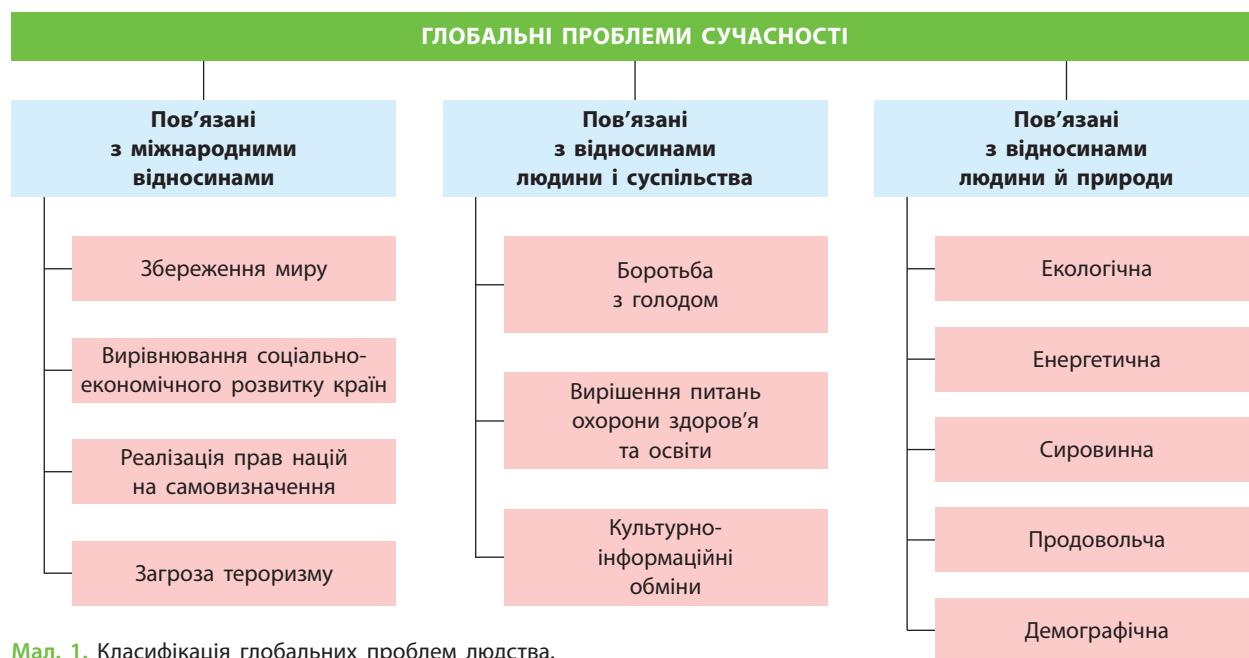 ГЛОБАЛЬНІ ПРОБЛЕМИ СУЧАСНОСТІ
Пов’язані
з міжнародними
відносинами
Збереження миру
Вирівнювання соціально-
економічного розвитку країн
Реалізація прав націй
на самовизначення
Загроза тероризму
Пов’язані
з відносинами
людини і суспільства
Боротьба
з голодом
Вирішення питань
охорони здоров’я
та освіти
Культурно-
інформаційні
обміни
Пов’язані
з відносинами
людини й природи
Екологічна
Енергетична
Сировинна
Продовольча
Демографічна
Мал. 1. Класифікація глобальних проблем людства.